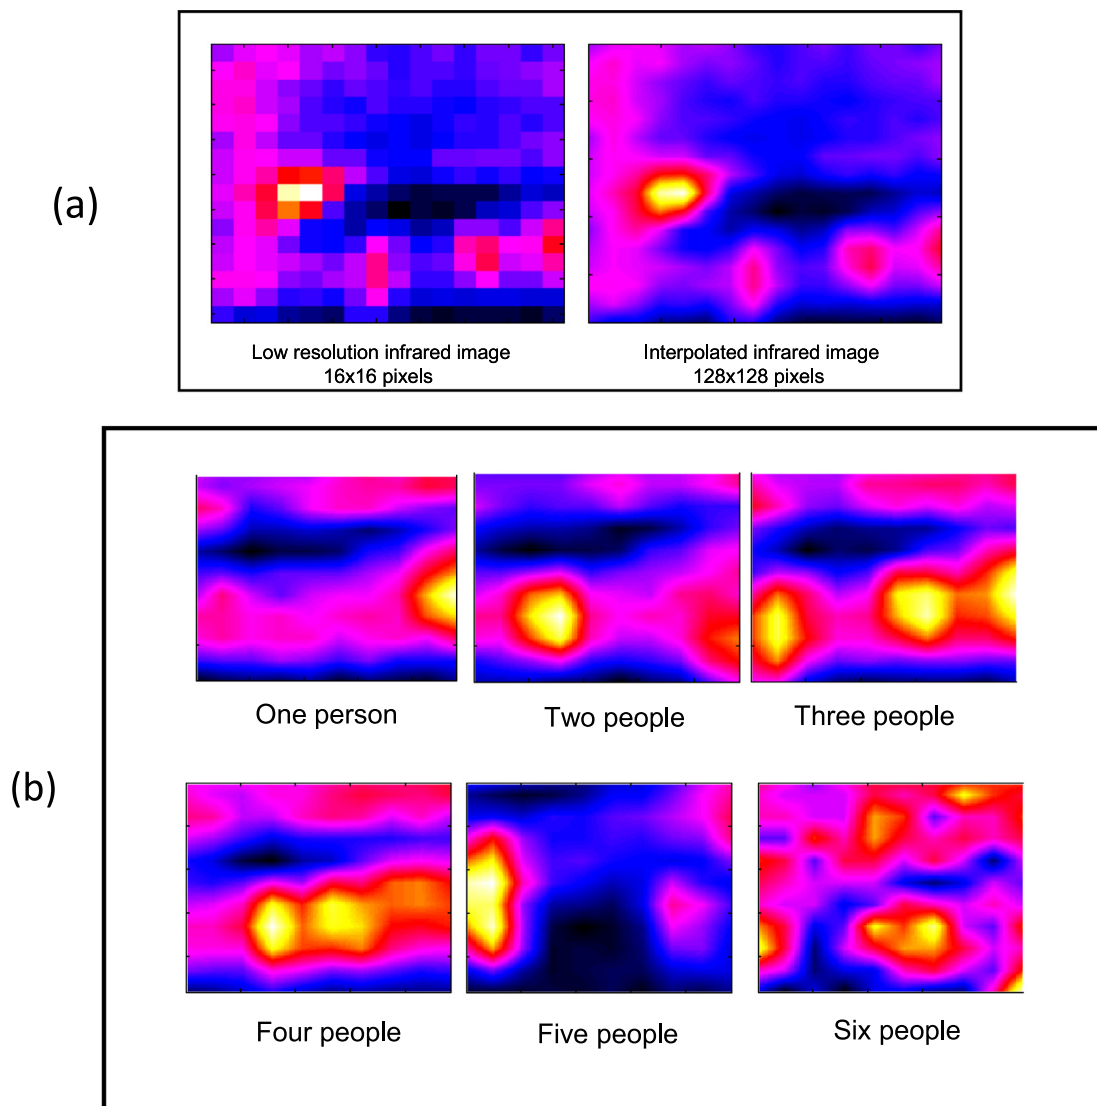 (a)
Low resolution infrared image
16x16 pixels
Interpolated infrared image
128x128 pixels
(b)
One person
Two people
Three people
Four people
Five people
Six people